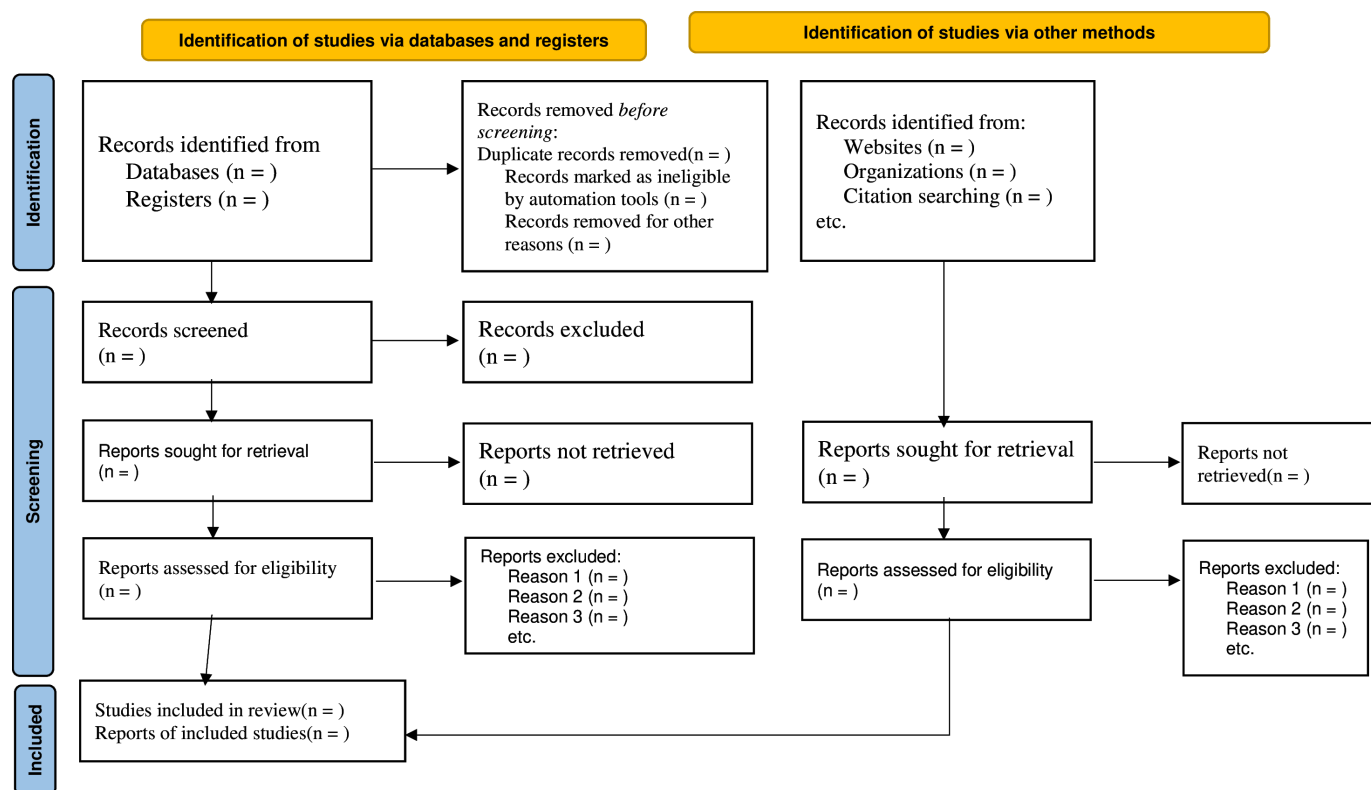 Identification of studies via databases and registers
Identification of studies via other methods
Identification
Records identified from
Databases (n = )
Registers (n = )
Records removed before
screening:
Duplicate records removed(n = )
Records marked as ineligible
by automation tools (n = )
Records removed for other
reasons (n = )
Records identified from:
Websites (n = )
Organizations (n = )
Citation searching (n = )
etc.
Screening
Records screened
(n = )
Records excluded
(n = )
Reports sought for retrieval
(n = )
Reports not retrieved
(n = )
Reports sought for retrieval
(n = )
Reports not
retrieved(n = )
Reports assessed for eligibility
(n = )
Reports excluded:
Reason 1 (n = )
Reason 2 (n = )
Reason 3 (n = )
etc.
Reports assessed for eligibility
(n = )
Reports excluded:
Reason 1 (n = )
Reason 2 (n = )
Reason 3 (n = )
etc.
Included
Studies included in review(n = )
Reports of included studies(n = )